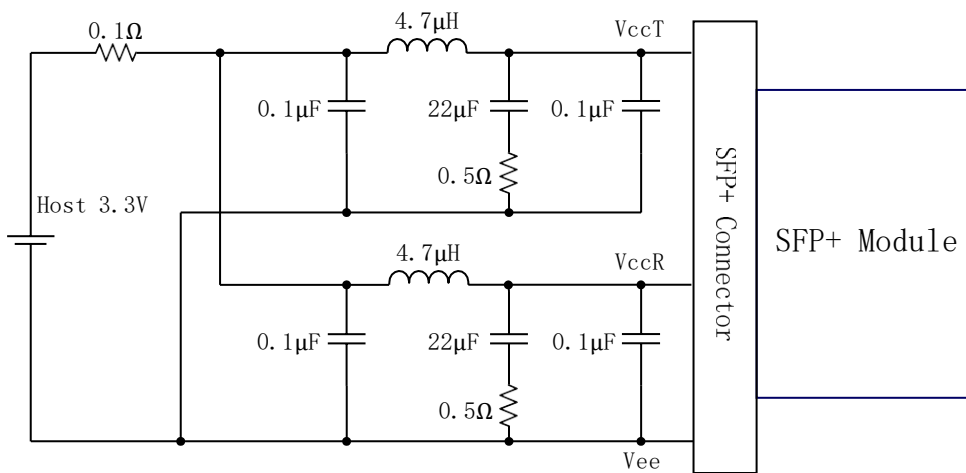 4.7μH
0.1Ω
VccT
0.1μF
22μF
0.1μF
0.5Ω
Host 3.3V
SFP+ Connector
SFP+ Module
4.7μH
VccR
0.1μF
22μF
0.1μF
0.5Ω
Vee